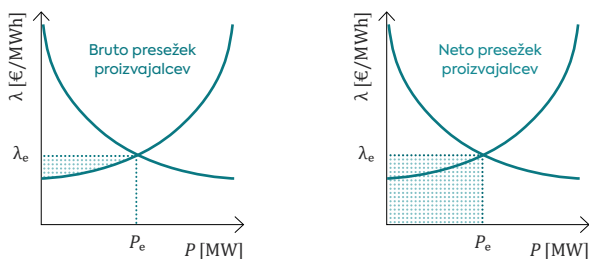 λ [€/MWh]
Bruto presežek
proizvajalcev
λe
Pe
P [MW]
λ [€/MWh]
Neto presežek
proizvajalcev
λe
Pe
P [MW]